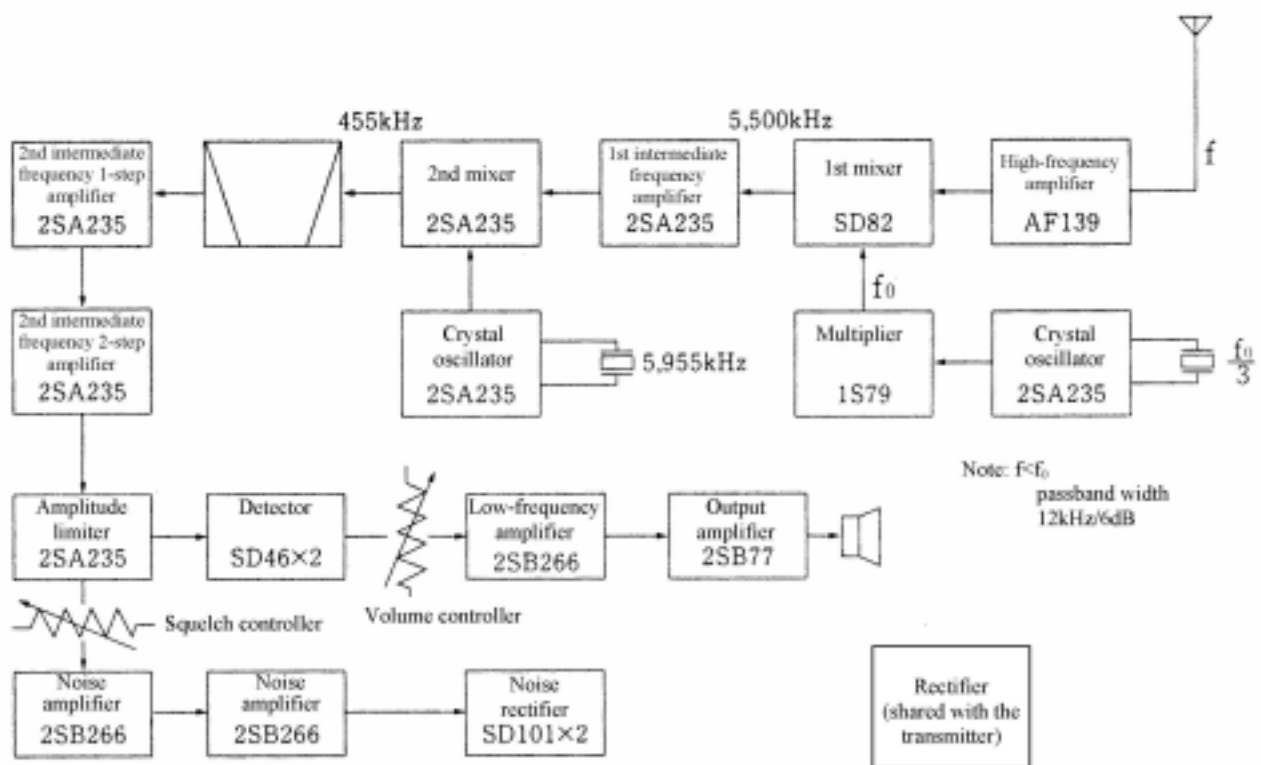 455kHz
5,500kHz
f
2nd intermediate
frequency 1-step
amplifier
2SA235
2nd mixer
2SA235
1st intermediate
frequency
amplifier
2SA235
1st mixer
SD82
High-frequency
amplifier
AF139
f₀
2nd intermediate
frequency 2-step
amplifier
2SA235
Crystal
oscillator
2SA235
5,955kHz
Multiplier
1S79
Crystal
oscillator
2SA235
f₀
3
Note: f<f₀
passband width
12kHz/6dB
Amplitude
limiter
2SA235
Detector
SD46×2
Volume controller
Low-frequency
amplifier
2SB266
Output
amplifier
2SB77
Squelch controller
Noise
amplifier
2SB266
Noise
amplifier
2SB266
Noise
rectifier
SD101×2
Rectifier
(shared with the
transmitter)